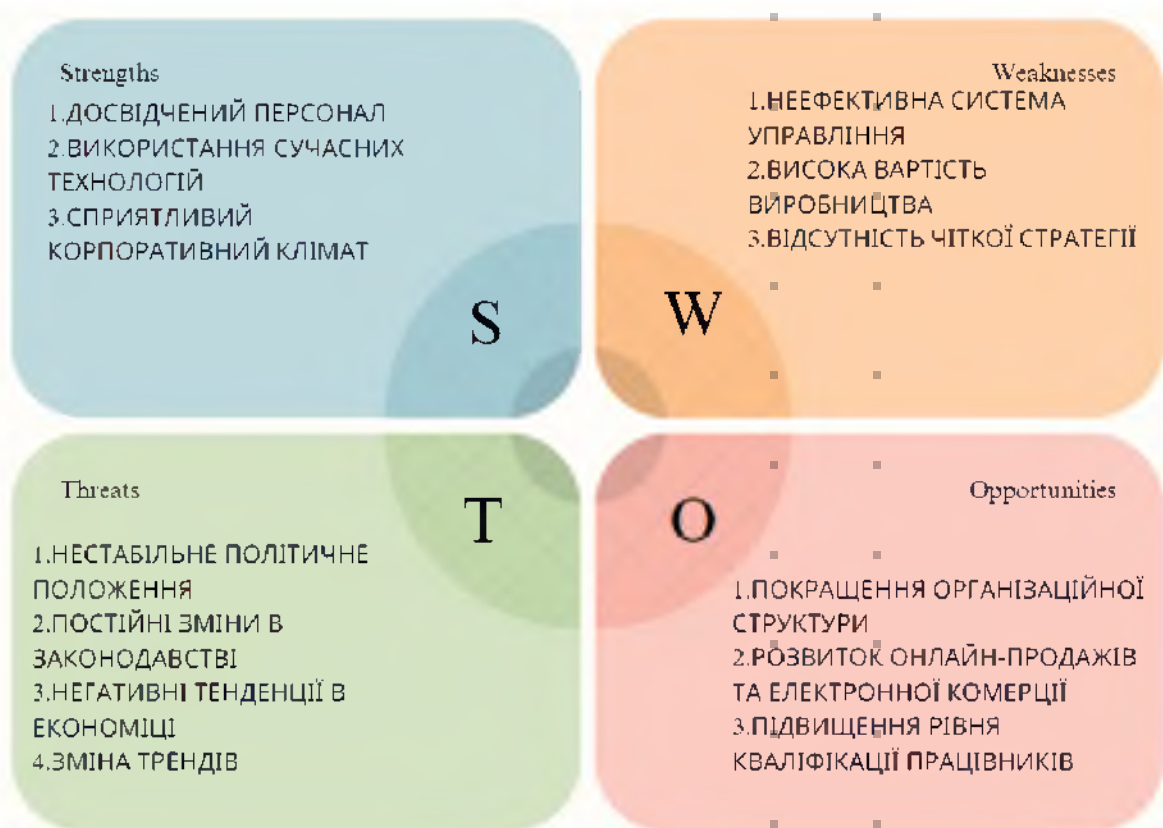 Strengths
1.ДОСВІДЧЕНИЙ ПЕРСОНАЛ
2.ВИКОРИСТАННЯ СУЧАСНИХ
ТЕХНОЛОГІЙ
3.СПРИЯТЛИВИЙ
КОРПОРАТИВНИЙ КЛІМАТ
S
Weaknesses
1.НЕЕФЕКТИВНА СИСТЕМА
УПРАВЛІННЯ
2.ВИСОКА ВАРТІСТЬ
ВИРОБНИЦТВА
3.ВІДСУТНІСТЬ ЧІТКОЇ СТРАТЕГІЇ
W
Threats
T
1.НЕСТАБІЛЬНЕ ПОЛІТИЧНЕ
ПОЛОЖЕННЯ
2.ПОСТІЙНІ ЗМІНИ В
ЗАКОНОДАВСТВІ
3.НЕГАТИВНІ ТЕНДЕНЦІЇ В
ЕКОНОМІЦІ
4.ЗМІНА ТРЕНДІВ
Opportunities
O
1.ПОКРАЩЕННЯ ОРГАНІЗАЦІЙНОЇ
СТРУКТУРИ
2.РОЗВИТОК ОНЛАЙН-ПРОДАЖІВ
ТА ЕЛЕКТРОННОЇ КОМЕРЦІЇ
3.ПІДВИЩЕННЯ РІВНЯ
КВАЛІФІКАЦІЇ ПРАЦІВНИКІВ